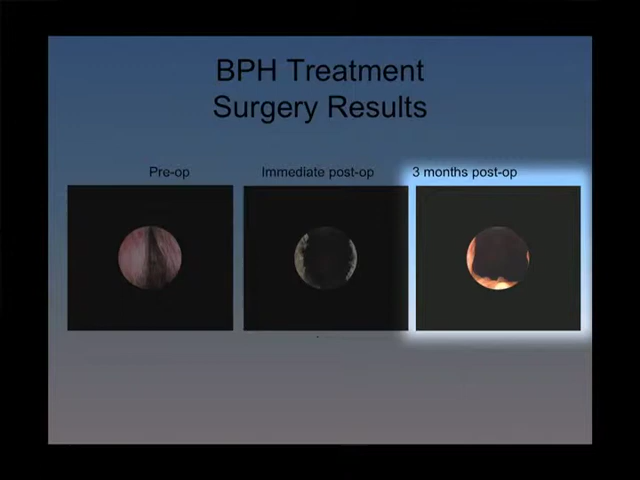 BPH Treatment
Surgery Results
Pre-op
Immediate post-op
3 months post-op